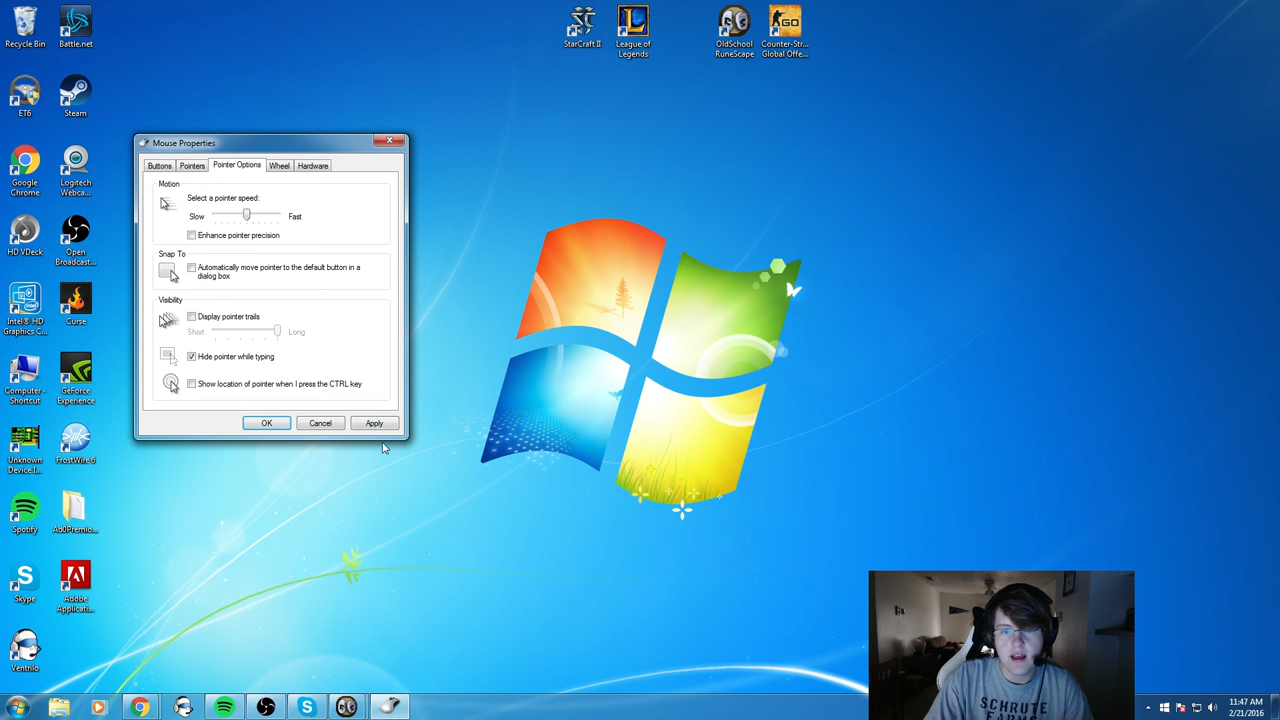 Recycle Bin
Battle.net
StarCraft II
League of
Legends
OldSchool
RuneScape
Counter-Str...
Global Offe...
ET6
Steam
Google
Chrome
Logitech
Webca...
HD VDeck
Open
Broadcast...
Intel® HD
Graphics C...
Curse
Computer -
Shortcut
GeForce
Experience
Unknown
Device I...
FrostWire 6
Spotify
Ad0Premio...
Skype
Adobe
Applicati...
Ventrilo
Mouse Properties
Buttons
Pointers
Pointer Options
Wheel
Hardware
Motion
Select a pointer speed:
Slow
Fast
Enhance pointer precision
Snap To
Automatically move pointer to the default button in a
dialog box
Visibility
Display pointer trails
Short
Long
Hide pointer while typing
Show location of pointer when I press the CTRL key
OK
Cancel
Apply
SCHRUTE
FARMS
11:47 AM
2/21/2016